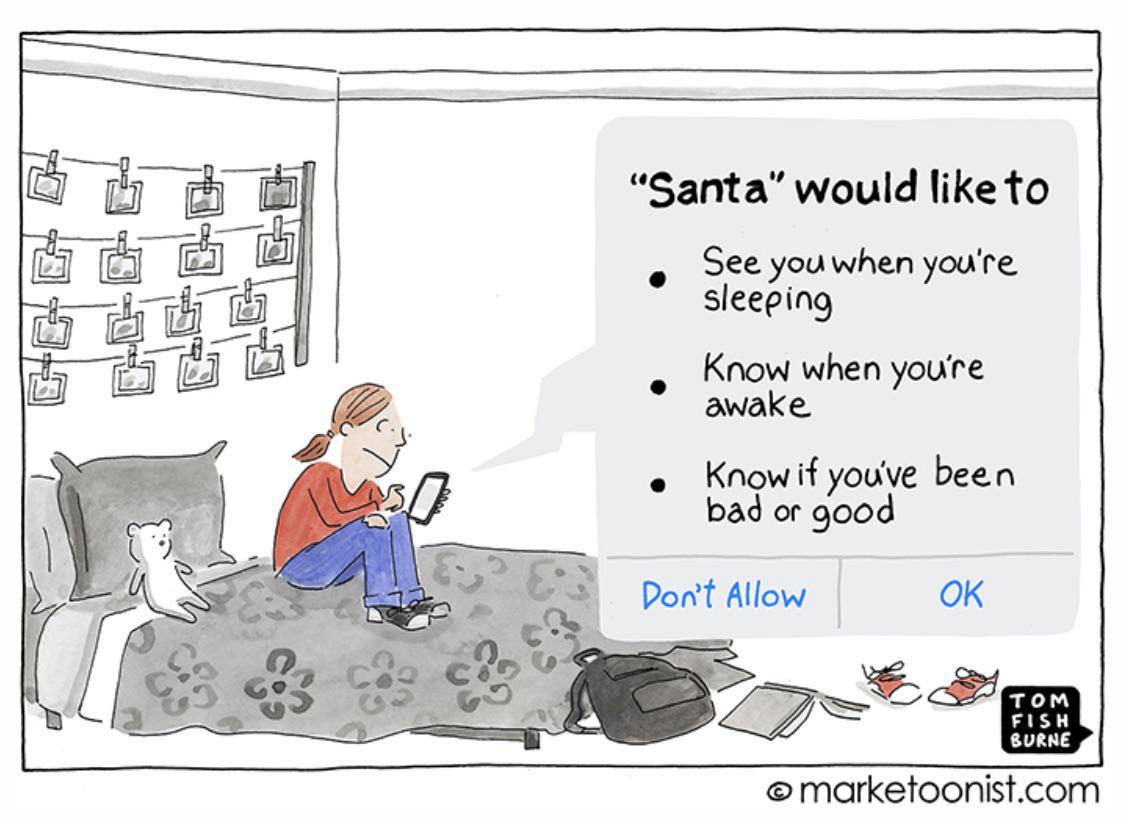 “Santa” would like to
• See you when you're
sleeping
• Know when you're
awake
• Know if you've been
bad or good
Don't Allow
OK
TOM
FISH
BURNE
© marketoonist.com